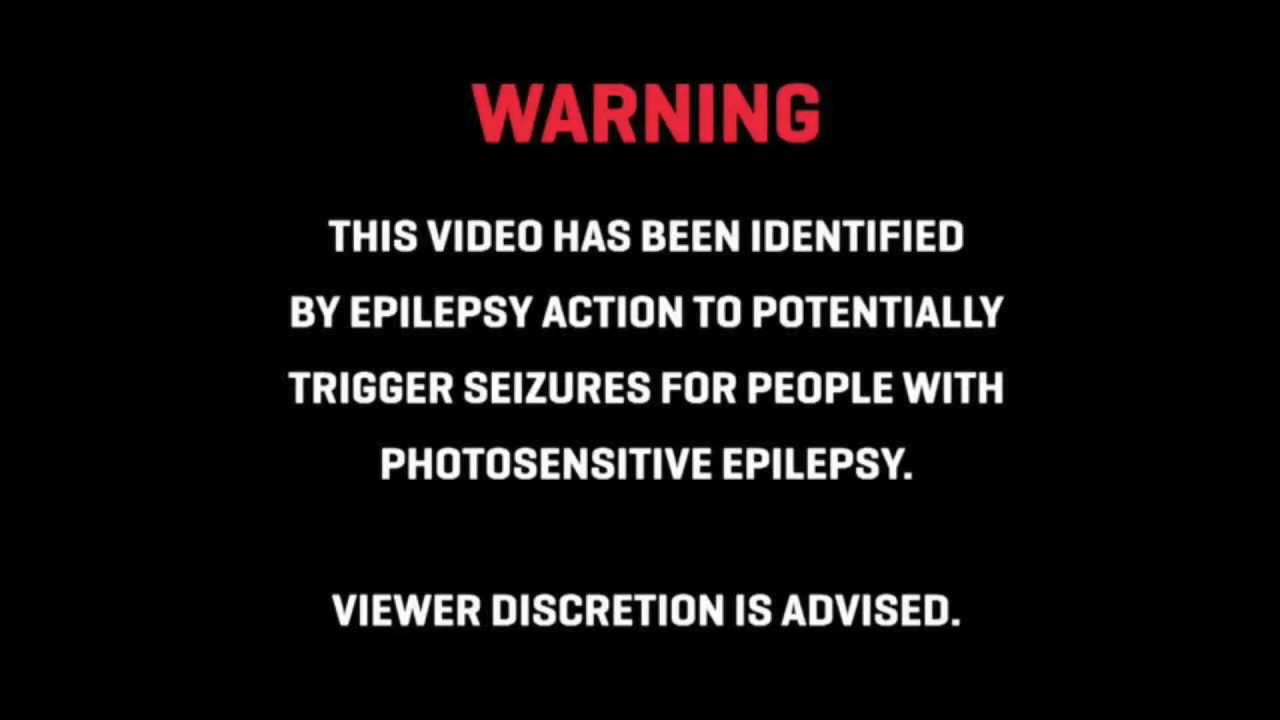 WARNING
THIS VIDEO HAS BEEN IDENTIFIED
BY EPILEPSY ACTION TO POTENTIALLY
TRIGGER SEIZURES FOR PEOPLE WITH
PHOTOSENSITIVE EPILEPSY.
VIEWER DISCRETION IS ADVISED.